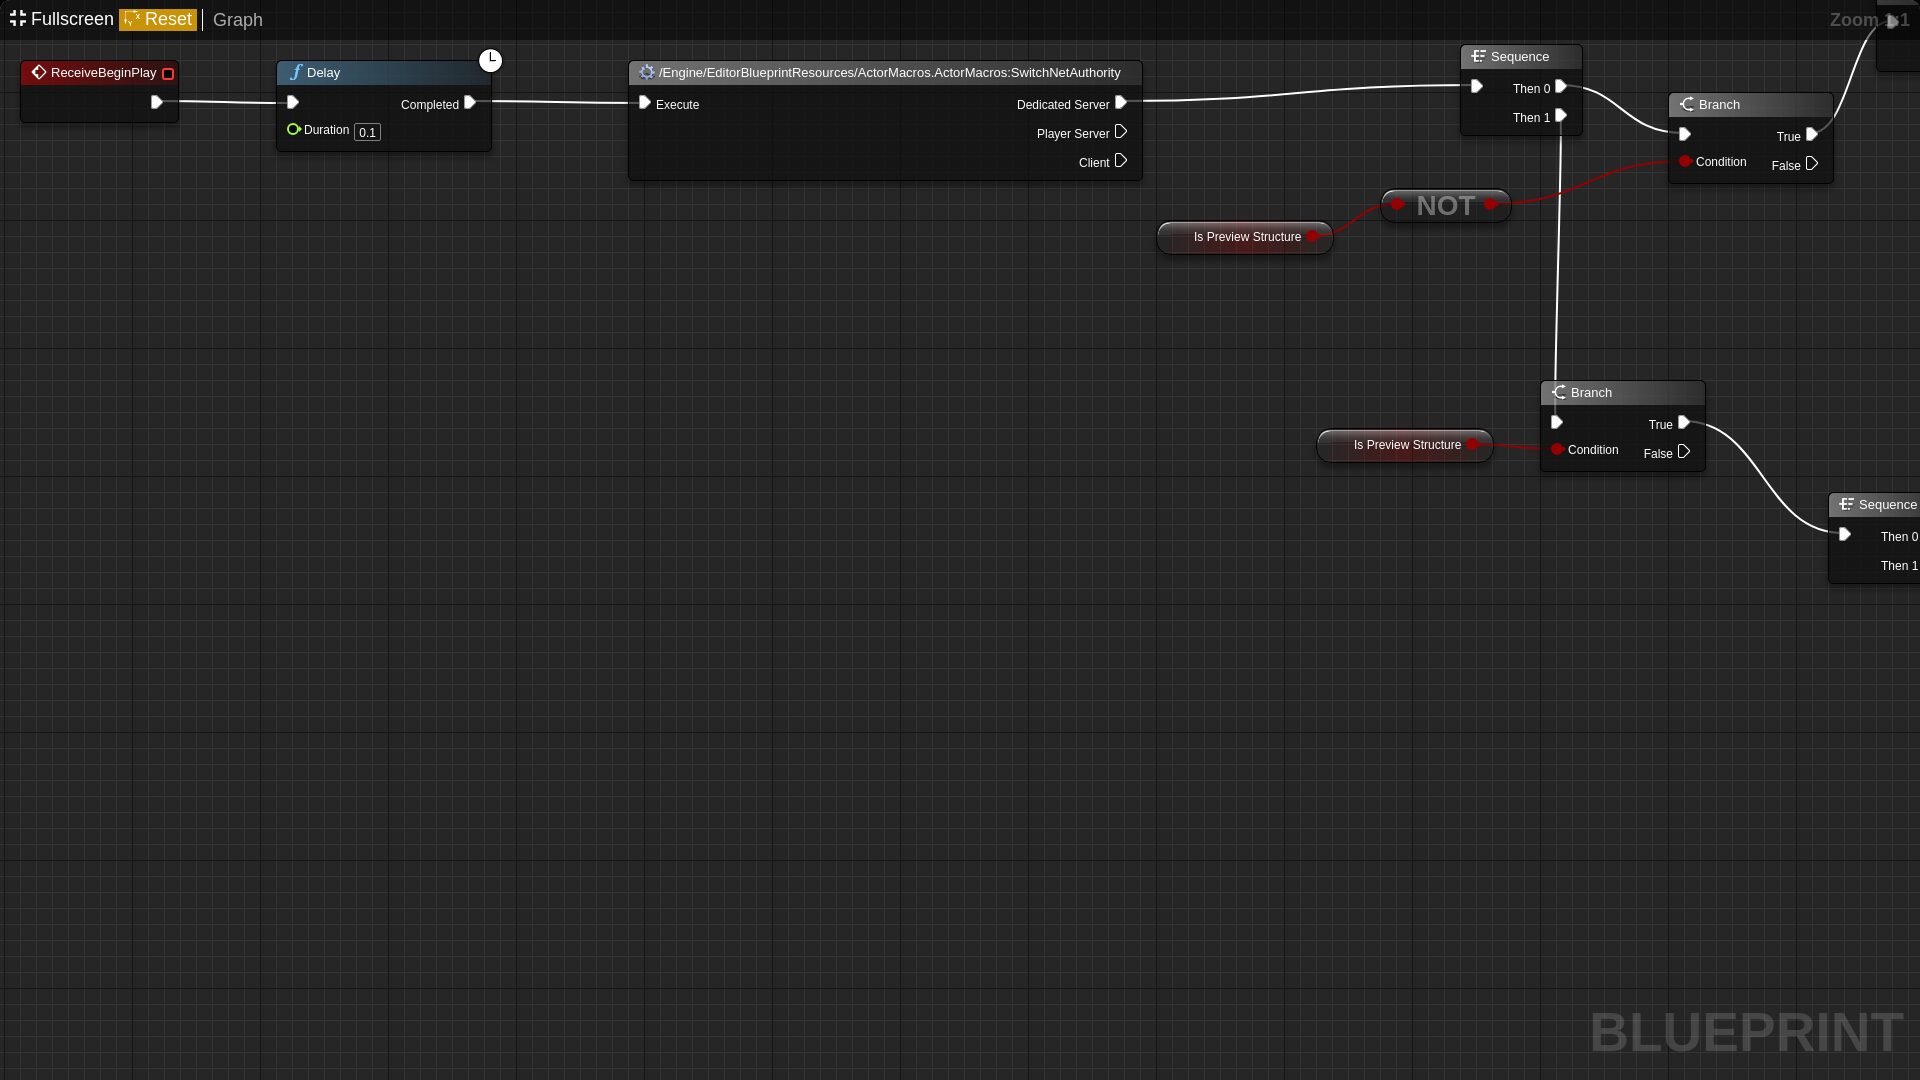 Fullscreen Reset Graph Zoom 1:1
ReceiveBeginPlay
Delay
Completed
Duration 0.1
/Engine/EditorBlueprintResources/ActorMacros.ActorMacros:SwitchNetAuthority
Execute
Dedicated Server
Player Server
Client
Sequence
Then 0
Then 1
Branch
True
Condition
False
NOT
Is Preview Structure
Branch
True
Condition
False
Is Preview Structure
Sequence
Then 0
Then 1
BLUEPRINT